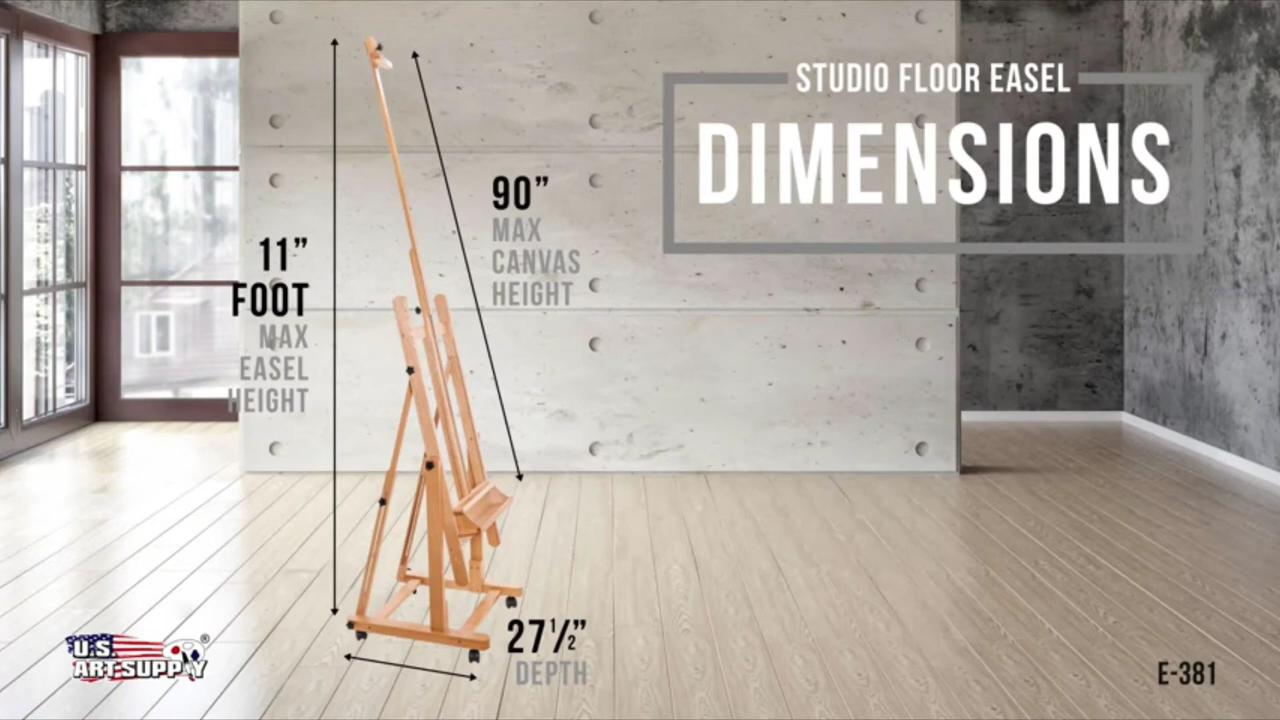 STUDIO FLOOR EASEL
DIMENSIONS
90”
MAX
CANVAS
HEIGHT
11”
FOOT
MAX
EASEL
HEIGHT
27½”
DEPTH
U.S.
ART SUPPLY®
E-381